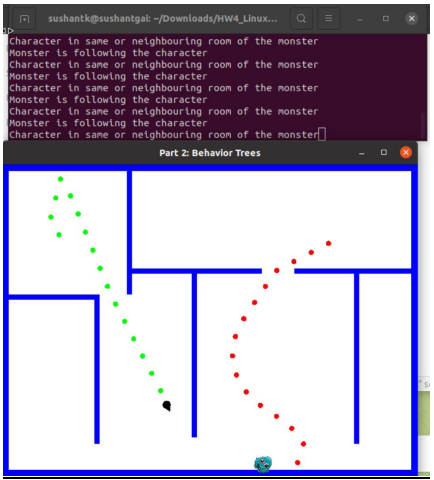 sushantk@sushantgai: ~/Downloads/HW4_Linux...
Character in same or neighbouring room of the monster
Monster is following the character
Character in same or neighbouring room of the monster
Monster is following the character
Character in same or neighbouring room of the monster
Monster is following the character
Character in same or neighbouring room of the monster
Monster is following the character
Character in same or neighbouring room of the monster
Part 2: Behavior Trees